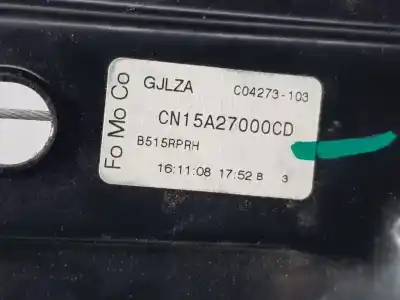 Fo Mo Co
GJLZA
C04273-103
CN15A27000CD
B515RPRH
16:11:08 17:52 B 3